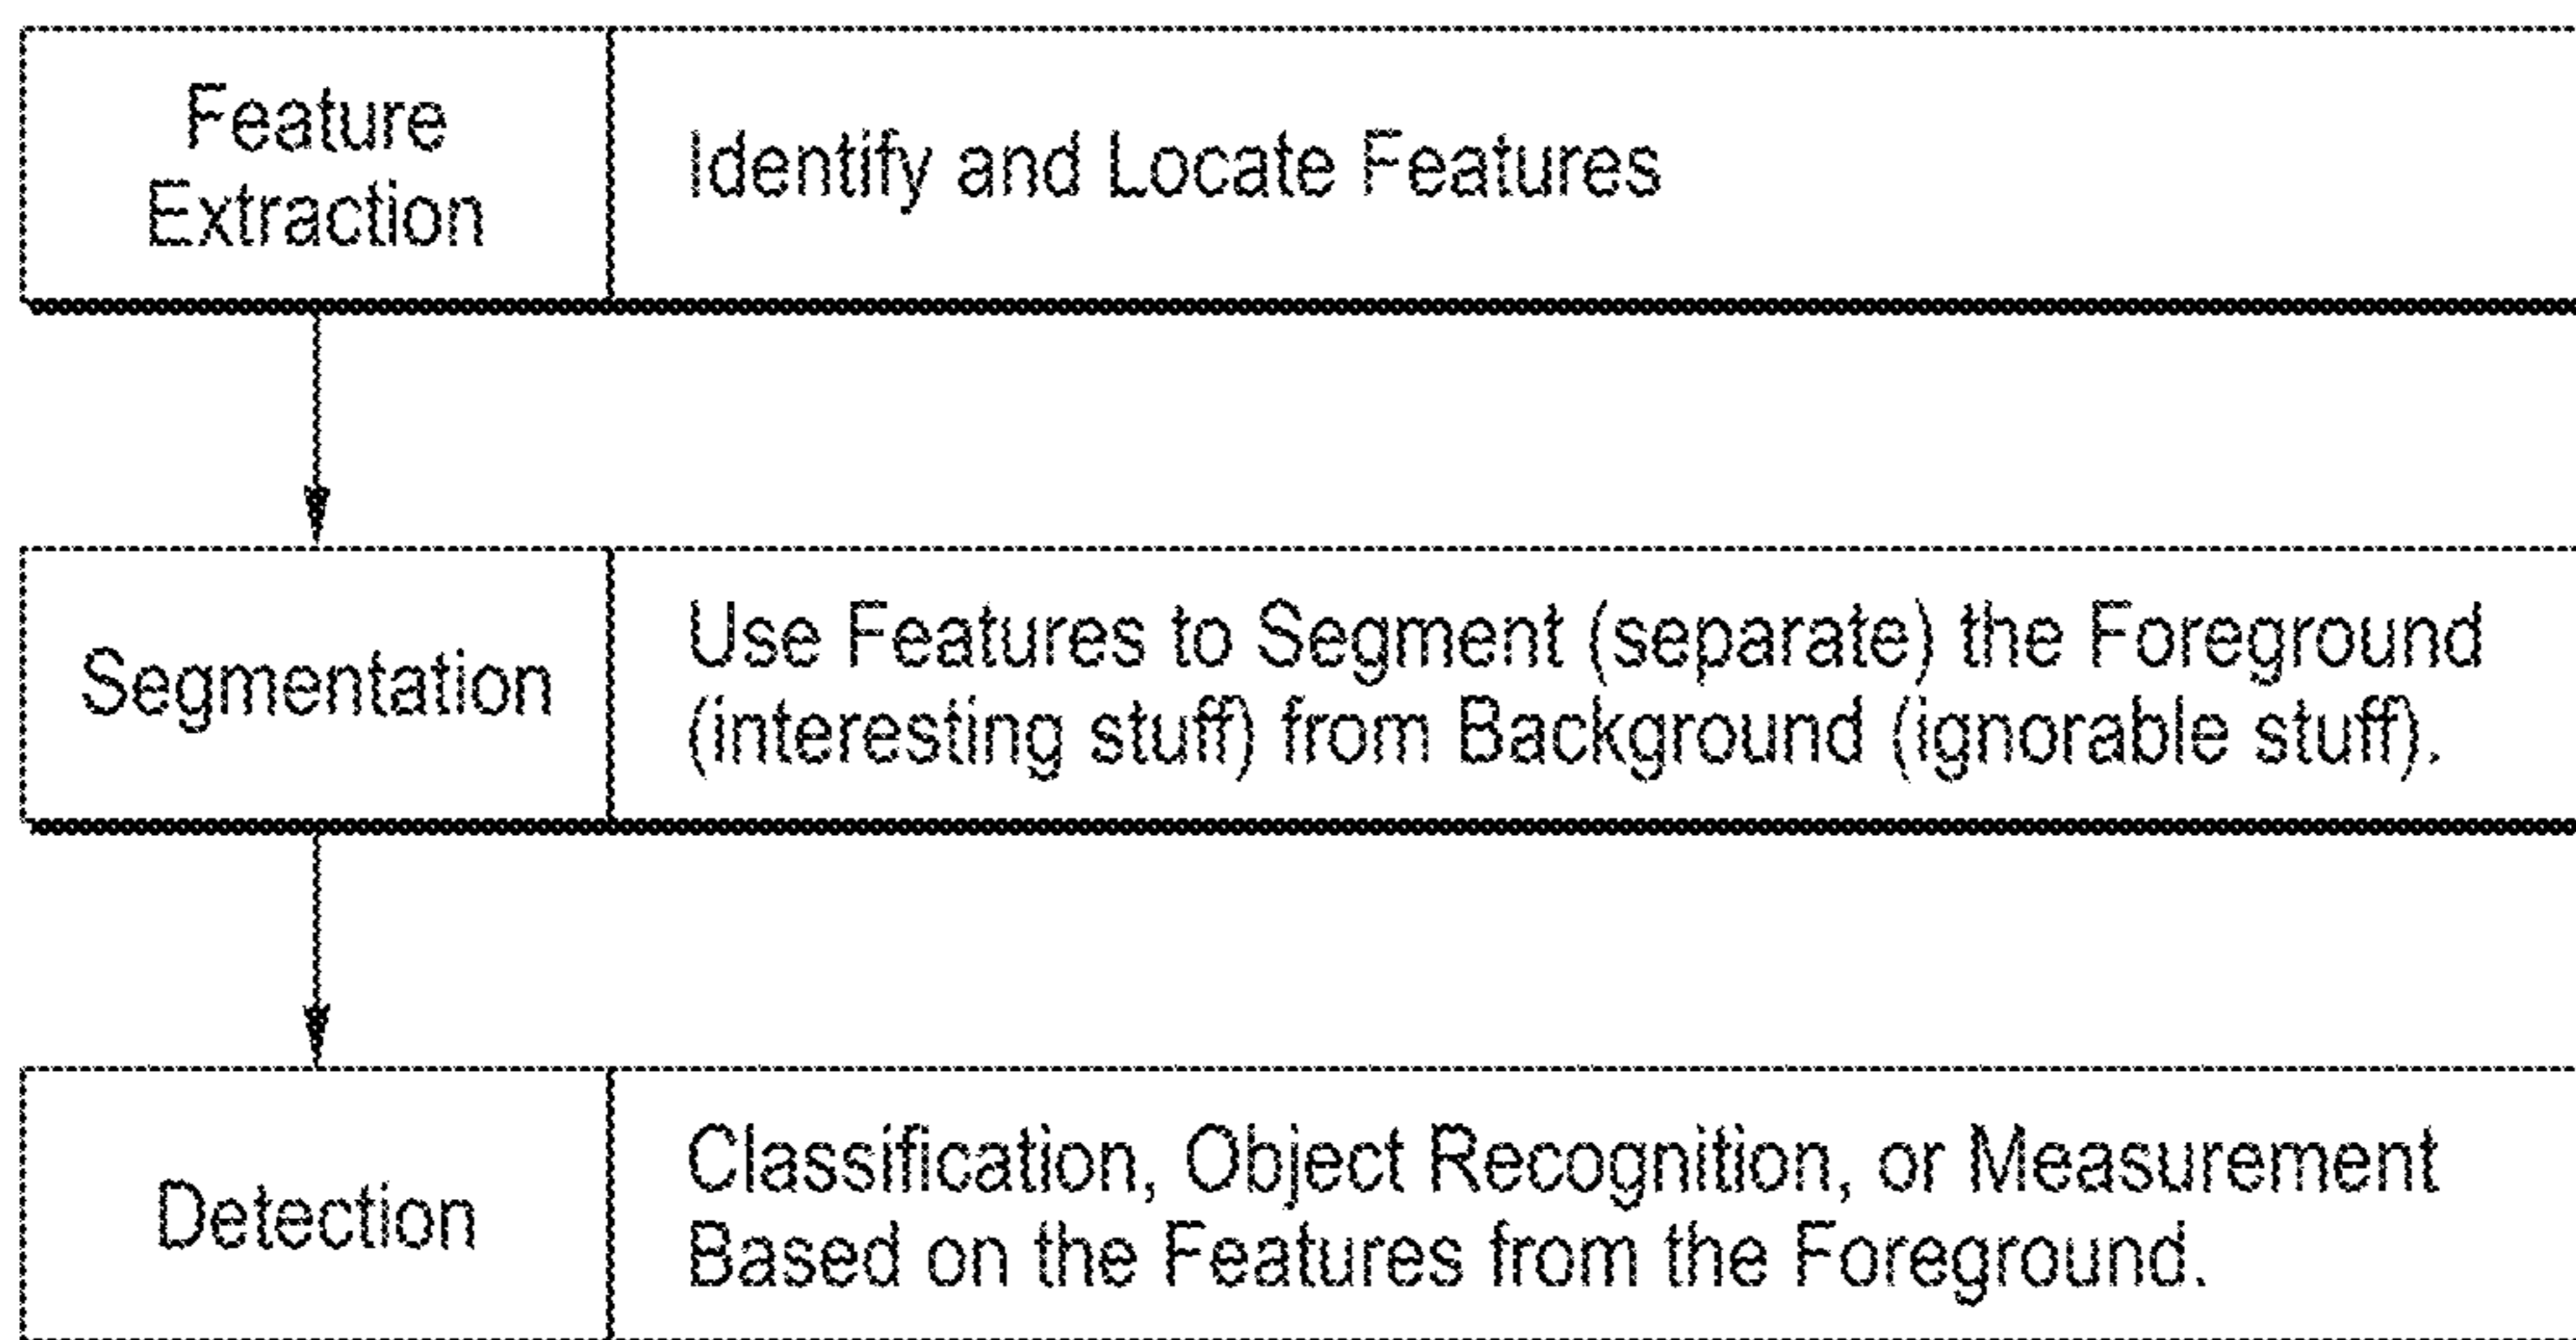 Feature
Extraction
Identify and Locate Features
Segmentation
Use Features to Segment (separate) the Foreground
(interesting stuff) from Background (ignorable stuff).
Detection
Classification, Object Recognition, or Measurement
Based on the Features from the Foreground.